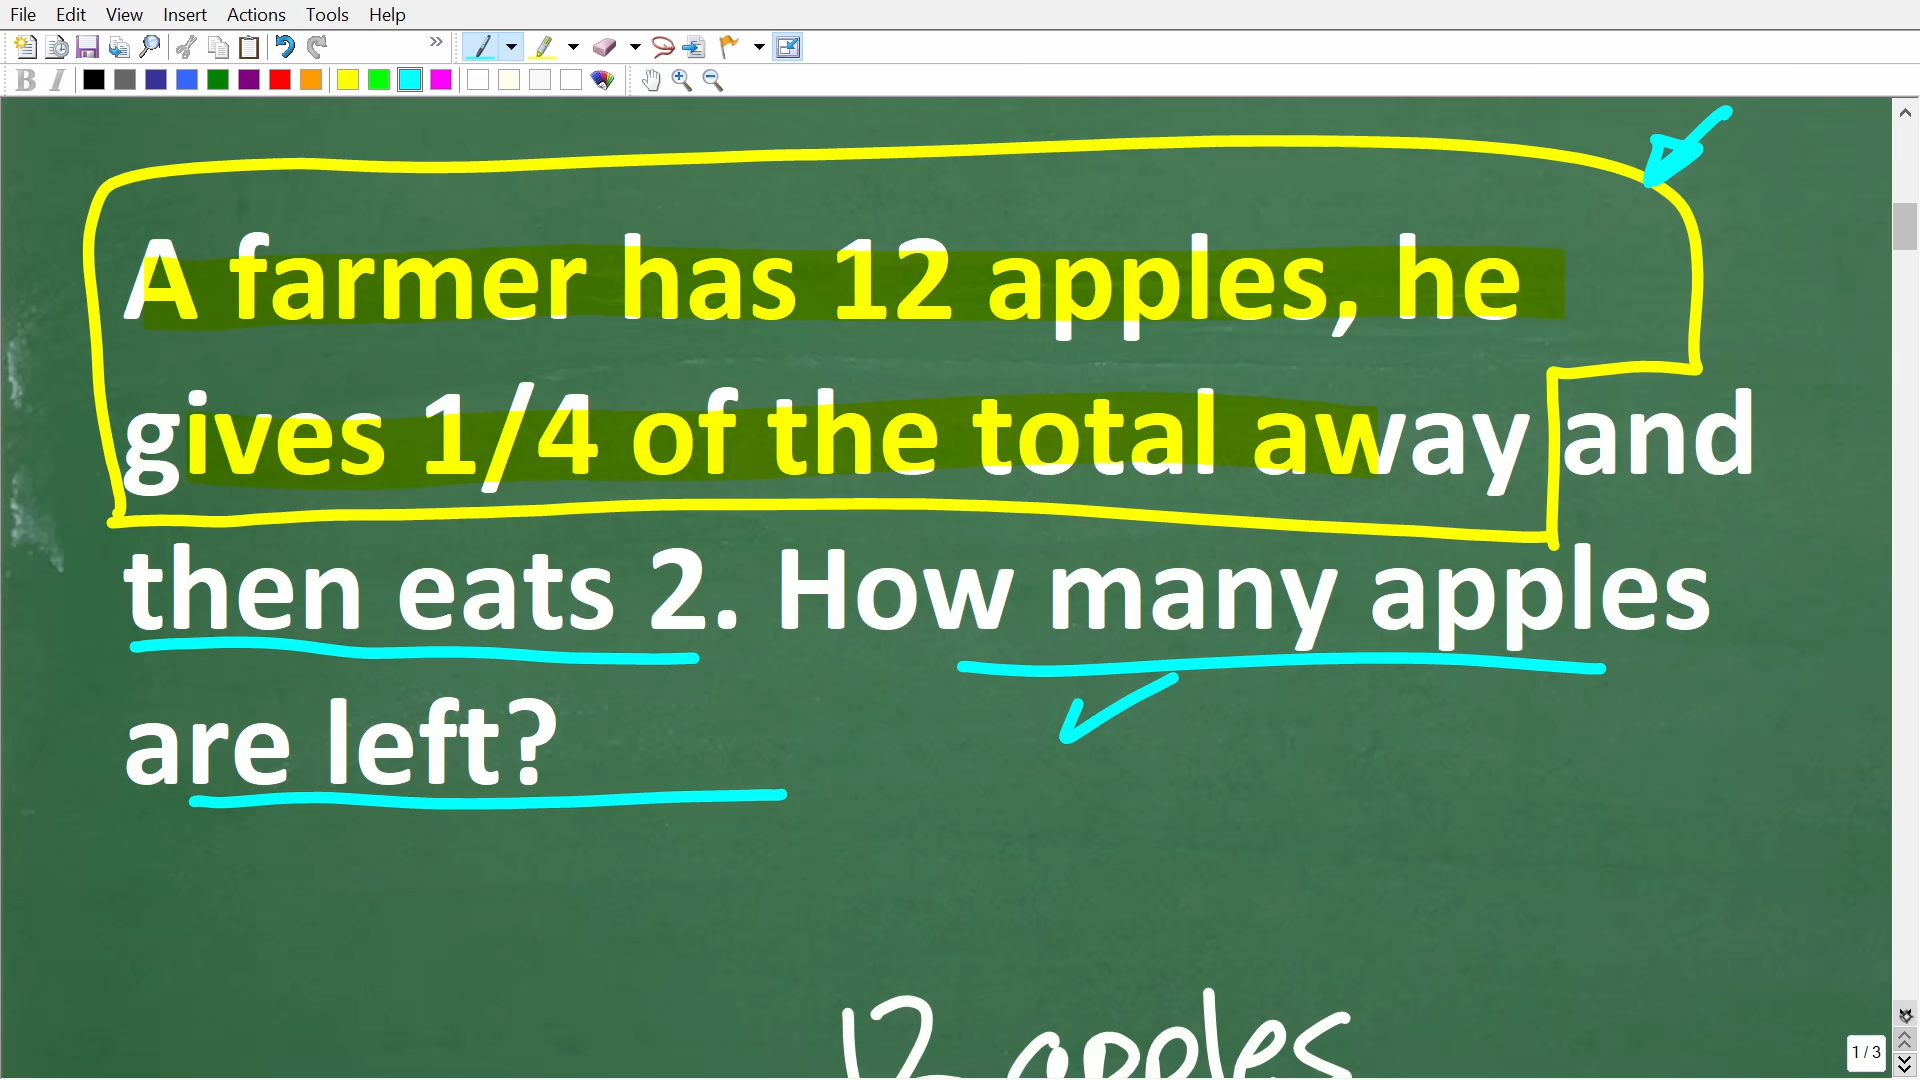 File Edit View Insert Actions Tools Help
B I
A farmer has 12 apples, he
gives 1/4 of the total away and
then eats 2. How many apples
are left?
12 apples
1 / 3